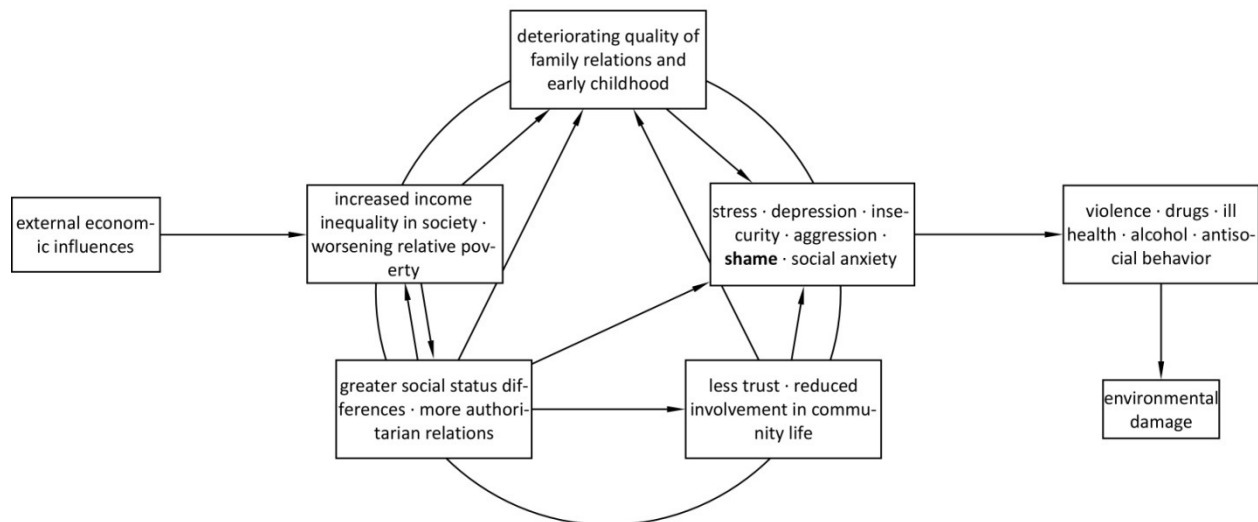 deteriorating quality of
family relations and
early childhood
external econom-
ic influences
increased income
inequality in society ·
worsening relative pov-
erty
stress · depression · inse-
curity · aggression ·
shame · social anxiety
violence · drugs · ill
health · alcohol · antiso-
cial behavior
greater social status dif-
ferences · more authori-
tarian relations
less trust · reduced
involvement in commu-
nity life
environmental
damage